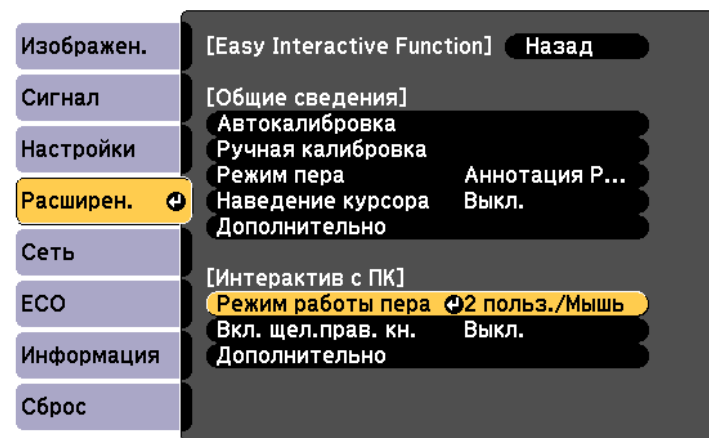 Изображен.
Сигнал
Настройки
Расширен.
Сеть
ECO
Информация
Сброс
[Easy Interactive Function] Назад
[Общие сведения]
Автокалибровка
Ручная калибровка
Режим пера Аннотация Р...
Наведение курсора Выкл.
Дополнительно
[Интерактив с ПК]
Режим работы пера 2 польз./Мышь
Вкл. щел.прав. кн. Выкл.
Дополнительно